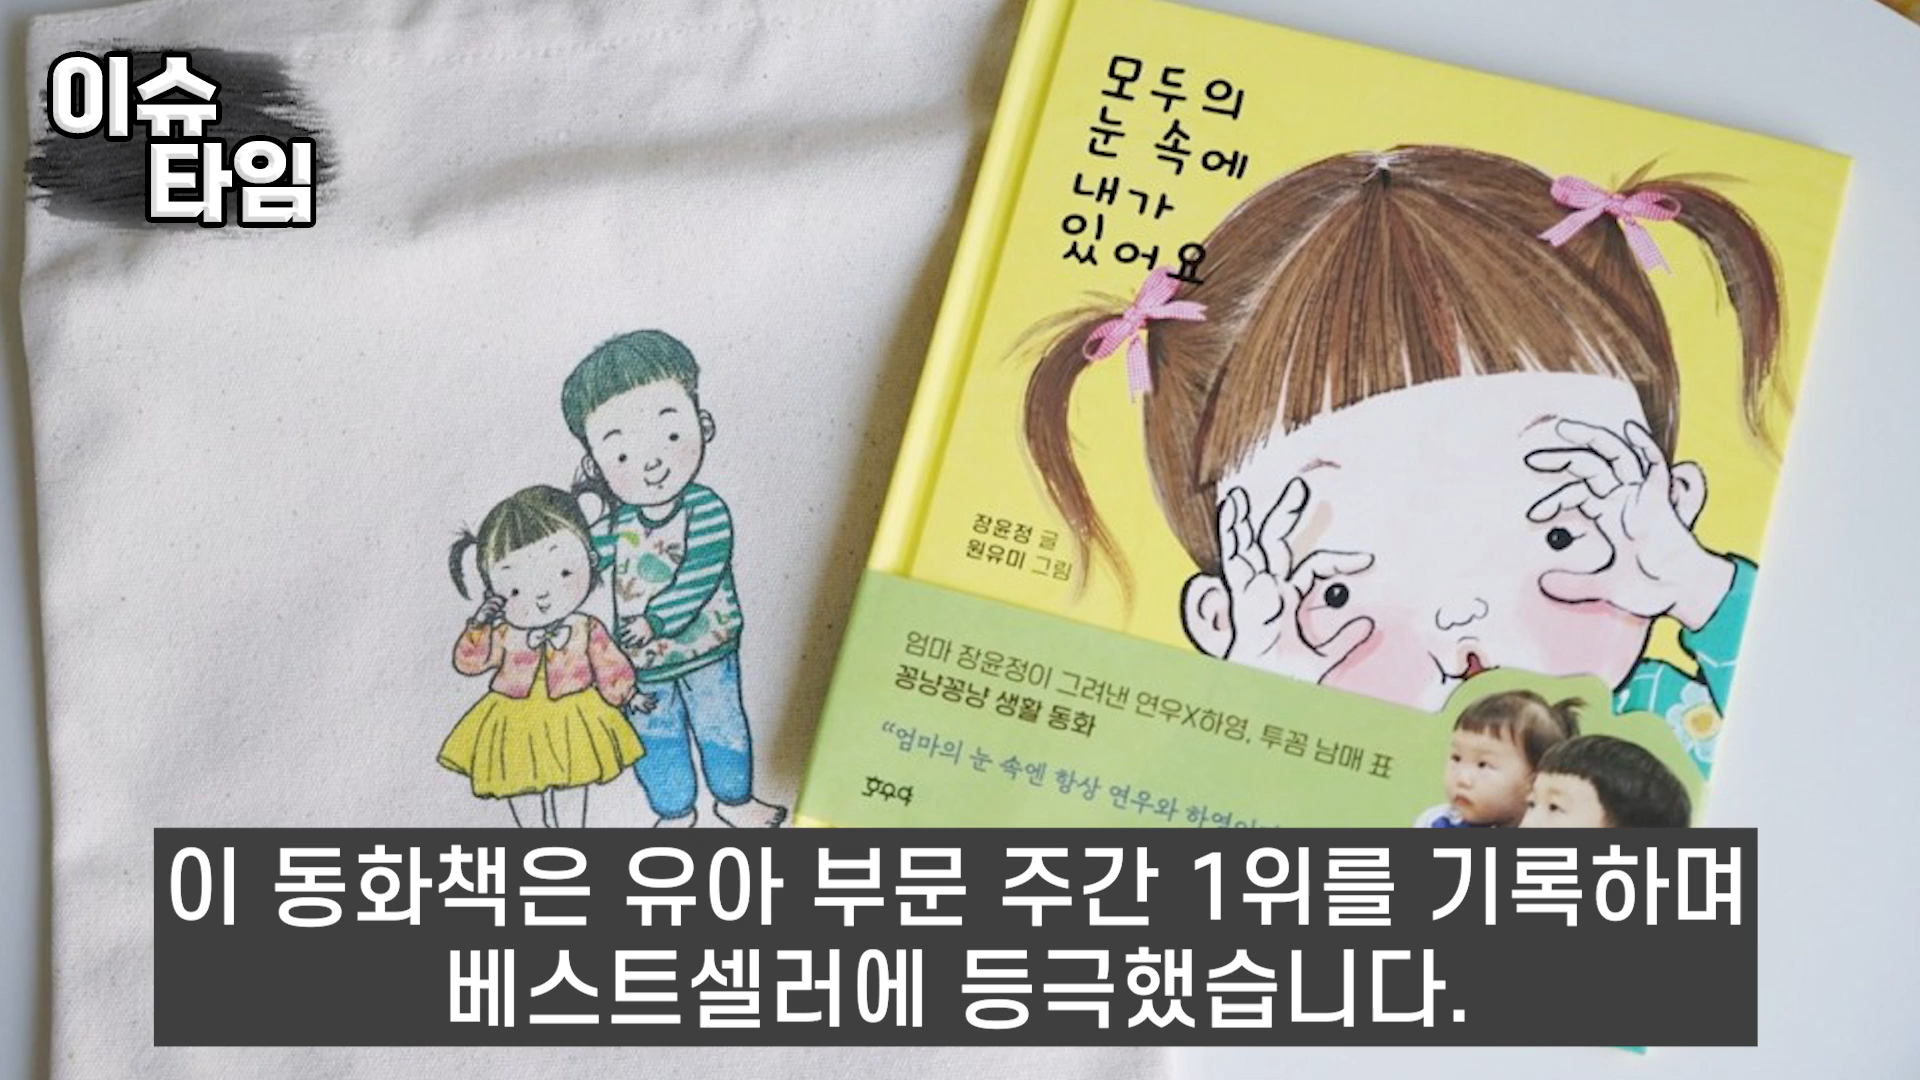 이슈
타임
모두의
눈 속에
내가
있어요
장윤정 글
원유미 그림
엄마 장윤정이 그려낸 연우X하영, 투꼼 남매 표
꽁냥꽁냥 생활 동화
“엄마의 눈 속엔 항상 연우와
이 동화책은 유아 부문 주간 1위를 기록하며
베스트셀러에 등극했습니다.